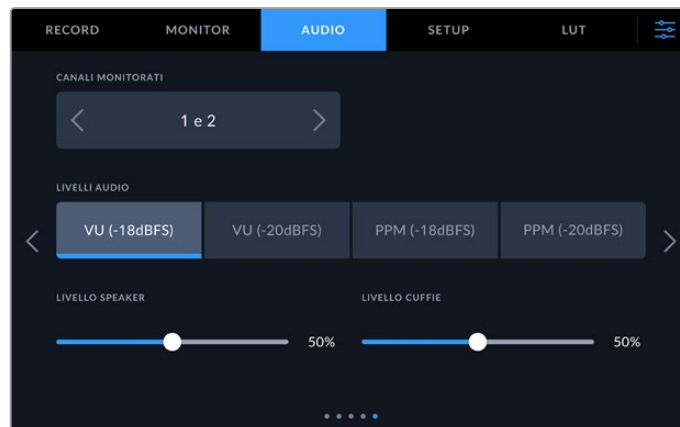 RECORD MONITOR AUDIO SETUP LUT
CANALI MONITORATI
1 e 2
LIVELLI AUDIO
VU (-18dBFS) VU (-20dBFS) PPM (-18dBFS) PPM (-20dBFS)
LIVELLO SPEAKER LIVELLO CUFFIE
50% 50%